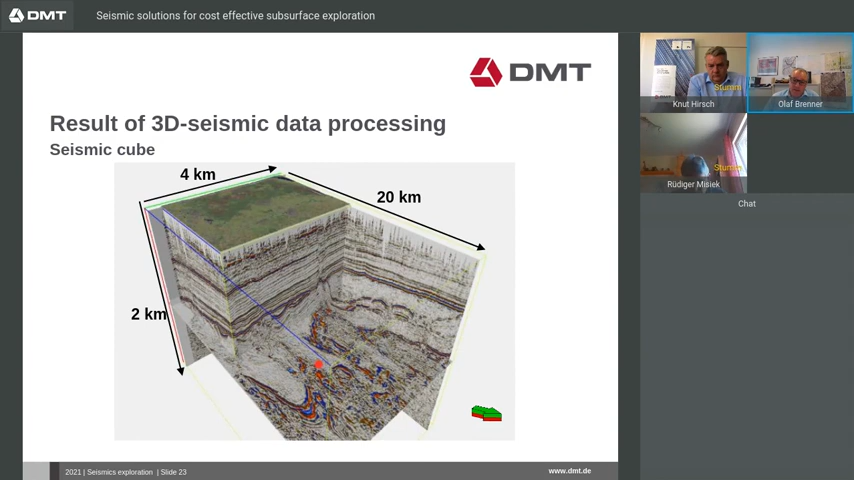 DMT
Seismic solutions for cost effective subsurface exploration
DMT
Result of 3D-seismic data processing
Seismic cube
4 km
20 km
2 km
2021 | Seismics exploration | Slide 23
www.dmt.de
Stumm
Knut Hirsch
Olaf Brenner
Stumm
Rüdiger Misiek
Chat